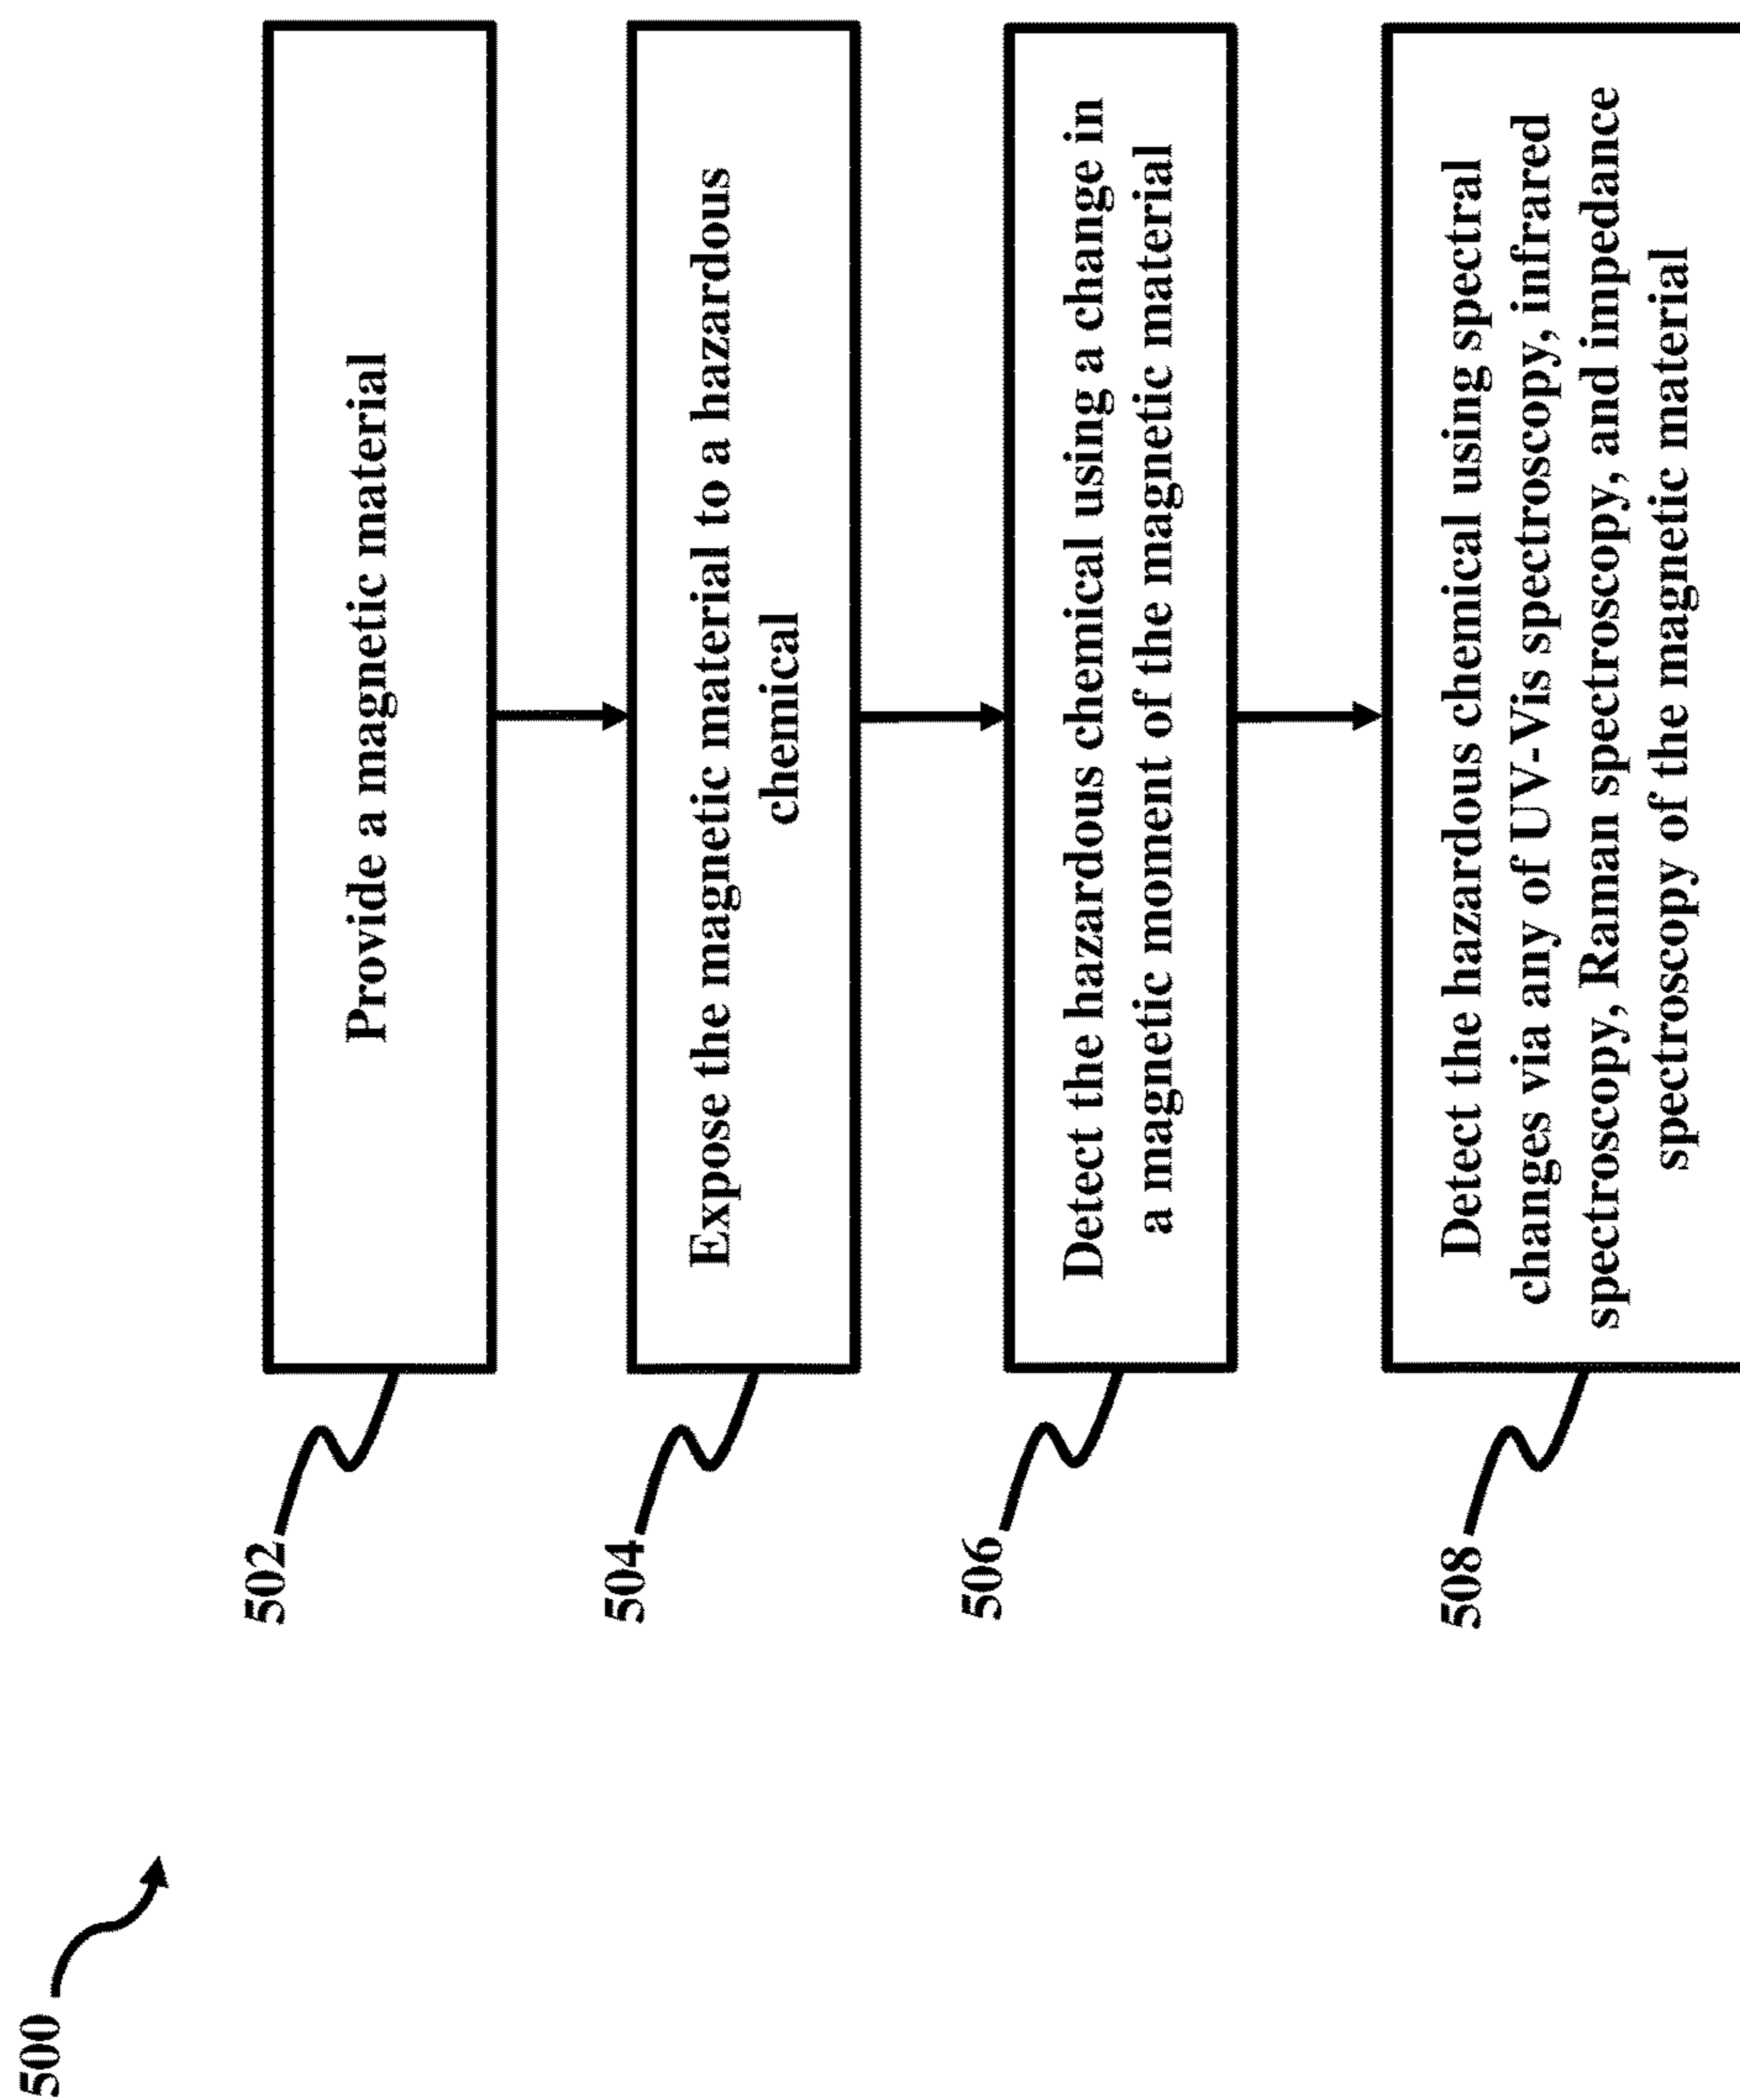 500
502
Provide a magnetic material
504
Expose the magnetic material to a hazardous
chemical
506
Detect the hazardous chemical using a change in
a magnetic moment of the magnetic material
508
Detect the hazardous chemical using spectral
changes via any of UV-Vis spectroscopy, infrared
spectroscopy, Raman spectroscopy, and impedance
spectroscopy of the magnetic material